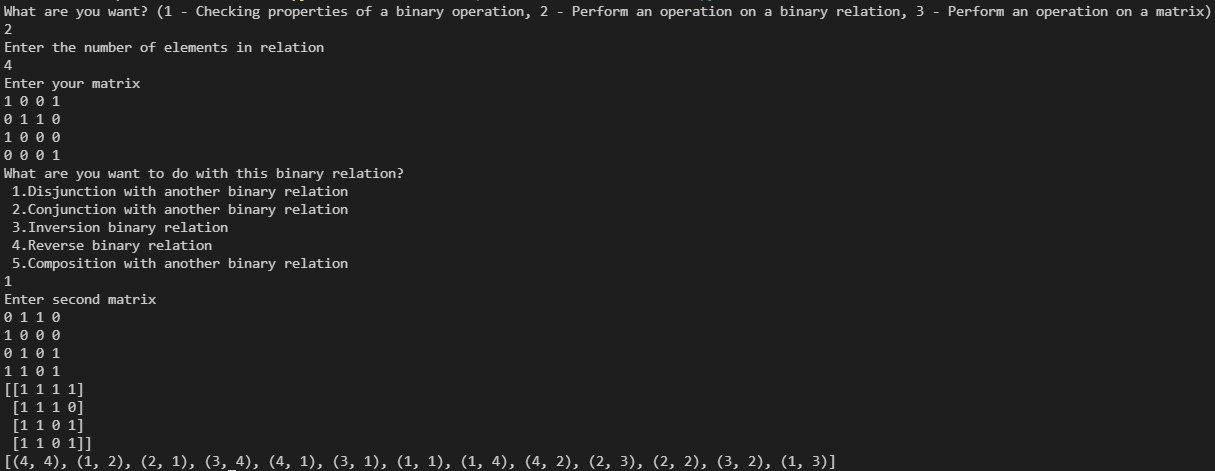 What are you want? (1 - Checking properties of a binary operation, 2 - Perform an operation on a binary relation, 3 - Perform an operation on a matrix)
2
Enter the number of elements in relation
4
Enter your matrix
1 0 0 1
0 1 1 0
1 0 0 0
0 0 0 1
What are you want to do with this binary relation?
 1.Disjunction with another binary relation
 2.Conjunction with another binary relation
 3.Inversion binary relation
 4.Reverse binary relation
 5.Composition with another binary relation
1
Enter second matrix
0 1 1 0
1 0 0 0
0 1 0 1
1 1 0 1
[[1 1 1 1]
 [1 1 1 0]
 [1 1 0 1]
 [1 1 0 1]]
[(4, 4), (1, 2), (2, 1), (3, 4), (4, 1), (3, 1), (1, 1), (1, 4), (4, 2), (2, 3), (2, 2), (3, 2), (1, 3)]